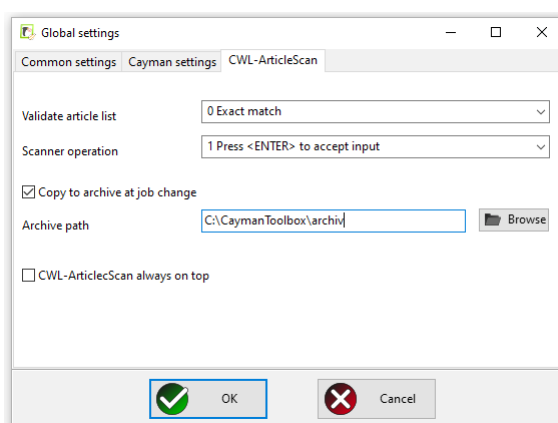 Global settings
Common settings Cayman settings CWL-ArticleScan
Validate article list 0 Exact match
Scanner operation 1 Press <ENTER> to accept input
Copy to archive at job change
Archive path C:\CaymanToolbox\archiv Browse
CWL-ArticlecScan always on top
OK Cancel